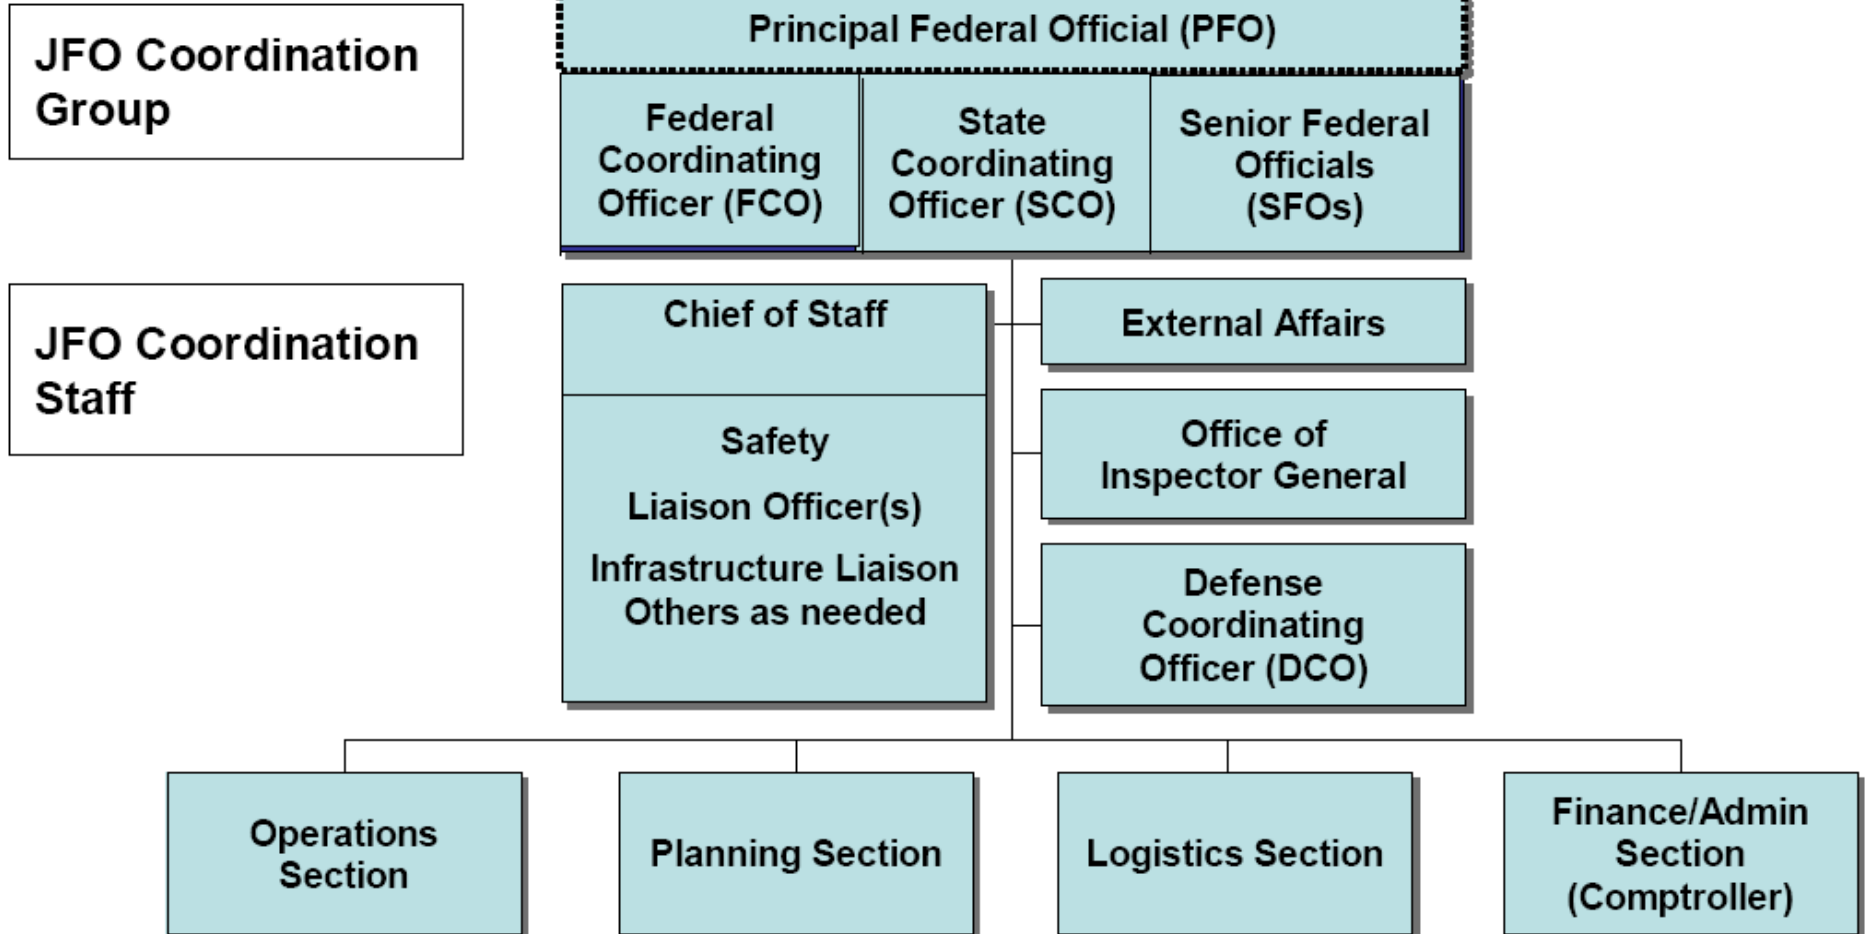 JFO Coordination
Group
Principal Federal Official (PFO)
Federal
Coordinating
Officer (FCO)
State
Coordinating
Officer (SCO)
Senior Federal
Officials
(SFOs)
JFO Coordination
Staff
Chief of Staff
Safety
Liaison Officer(s)
Infrastructure Liaison
Others as needed
External Affairs
Office of
Inspector General
Defense
Coordinating
Officer (DCO)
Operations
Section
Planning Section
Logistics Section
Finance/Admin
Section
(Comptroller)